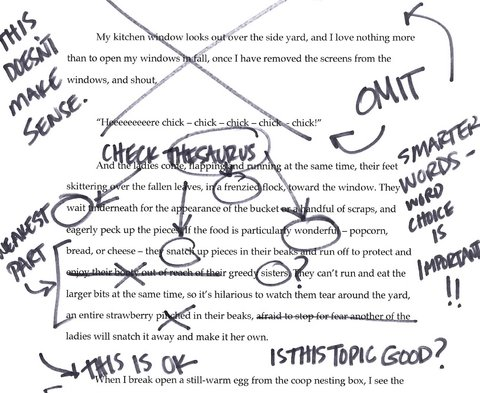 THIS
DOESN'T
MAKE
SENSE.
My kitchen window looks out over the side yard, and I love nothing more
than to open my windows in fall, once I have removed the screens from the
windows, and shout,
OMIT
"Heeeeeeeeere chick – chick – chick – chick – chick!"
CHECK THESAURUS
SMARTER
WORDS –
WORD
CHOICE
IS
IMPORTANT
!!
And the ladies come, flapping and running at the same time, their feet
skittering over the fallen leaves, in a frenzied flock, toward the window. They
wait underneath for the appearance of the bucket or a handful of scraps, and
eagerly peck up the pieces. If the food is particularly wonderful – popcorn,
bread, or cheese – they snatch up pieces in their beaks and run off to protect and
enjoy their booty out of reach of their greedy sisters. They can't run and eat the
?
larger bits at the same time, so it's hilarious to watch them tear around the yard,
an entire strawberry pinched in their beaks, afraid to stop for fear another of the
ladies will snatch it away and make it her own.
WEAKEST
PART
THIS IS OK
IS THIS TOPIC GOOD?
When I break open a still-warm egg from the coop nesting box, I see the